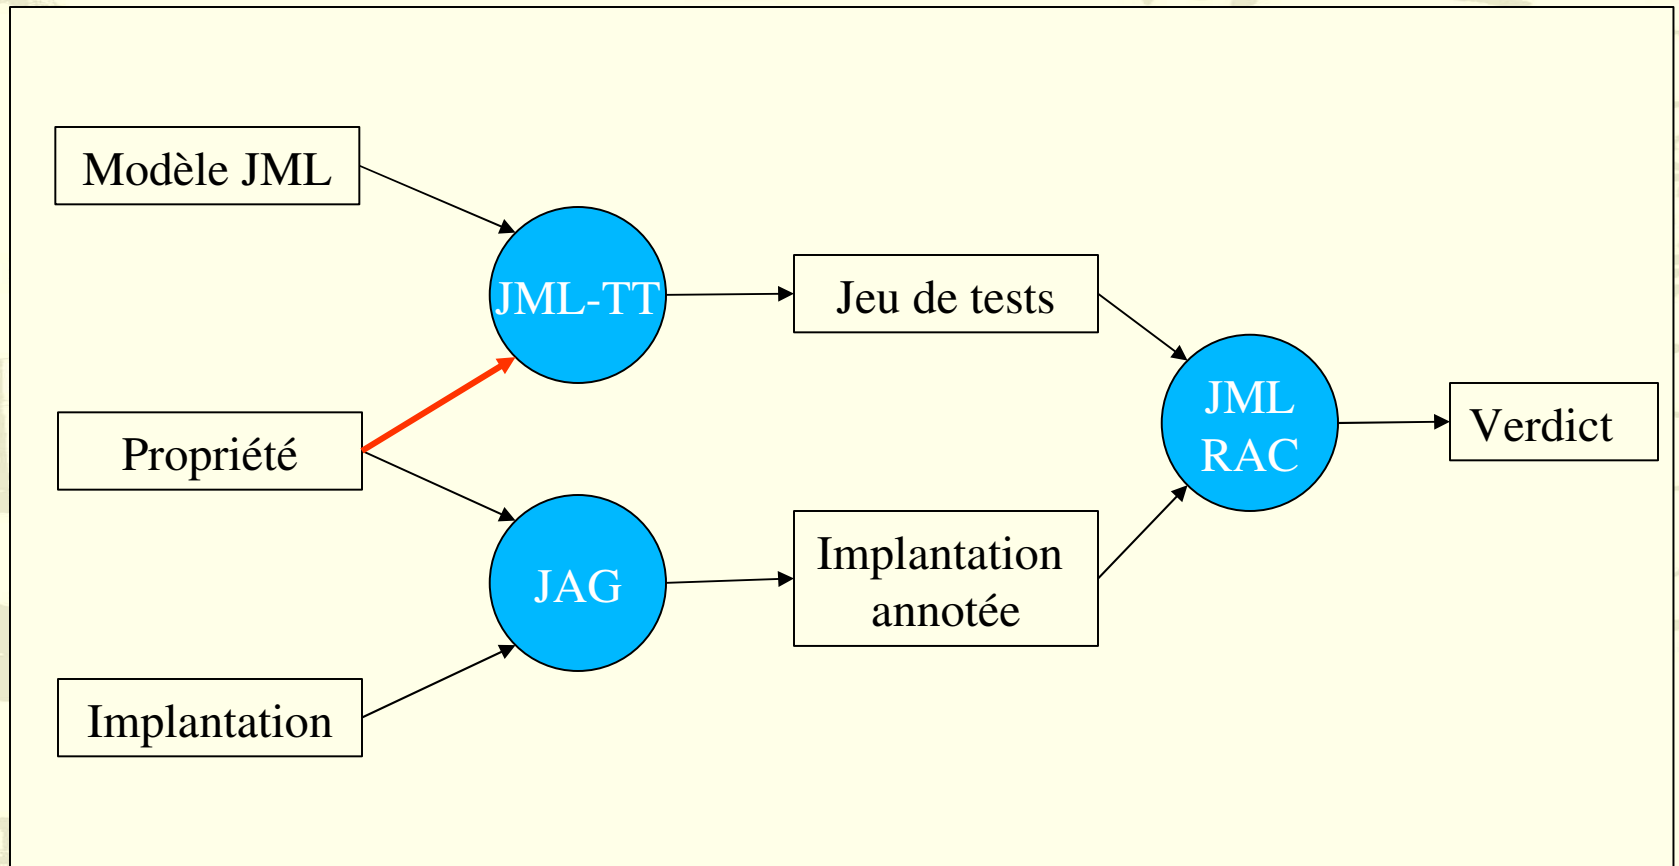 Modèle JML
JML-TT
Jeu de tests
JML
RAC
Verdict
Propriété
JAG
Implantation
annotée
Implantation